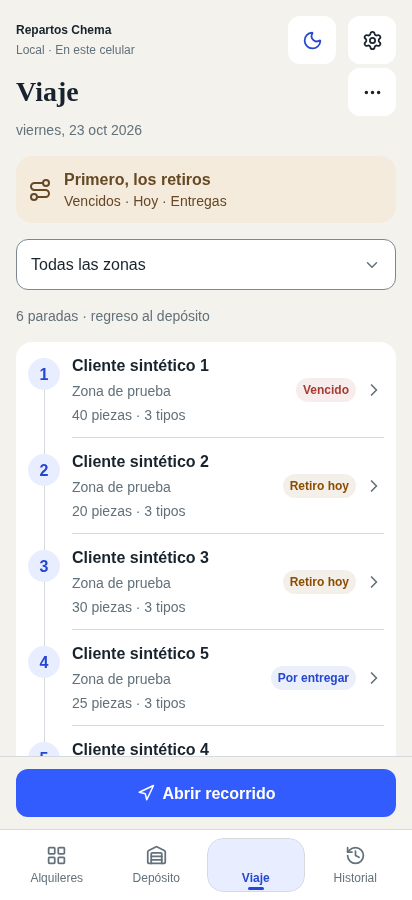 Repartos Chema
Local · En este celular
Viaje
viernes, 23 oct 2026
Primero, los retiros
Vencidos · Hoy · Entregas
Todas las zonas
6 paradas · regreso al depósito
1
Cliente sintético 1
Zona de prueba
40 piezas · 3 tipos
Vencido
2
Cliente sintético 2
Zona de prueba
20 piezas · 3 tipos
Retiro hoy
3
Cliente sintético 3
Zona de prueba
30 piezas · 3 tipos
Retiro hoy
4
Cliente sintético 5
Zona de prueba
25 piezas · 3 tipos
Por entregar
5
Cliente sintético 4
Abrir recorrido
Alquileres
Depósito
Viaje
Historial